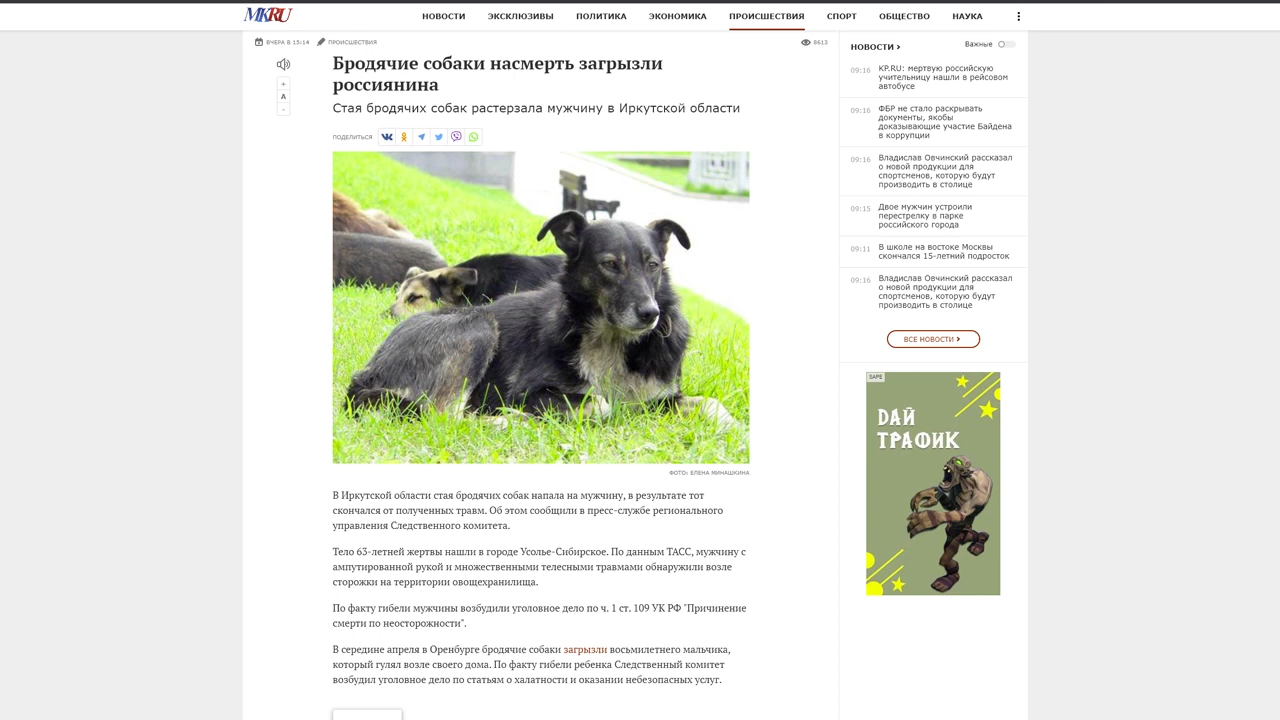 MKRU
НОВОСТИ
ЭКСКЛЮЗИВЫ
ПОЛИТИКА
ЭКОНОМИКА
ПРОИСШЕСТВИЯ
СПОРТ
ОБЩЕСТВО
НАУКА
ВЧЕРА В 15:14
ПРОИСШЕСТВИЯ
8613
+
A
-
Бродячие собаки насмерть загрызли
россиянина
Стая бродячих собак растерзала мужчину в Иркутской области
ПОДЕЛИТЬСЯ
ФОТО: ЕЛЕНА МИНАШКИНА
В Иркутской области стая бродячих собак напала на мужчину, в результате тот
скончался от полученных травм. Об этом сообщили в пресс-службе регионального
управления Следственного комитета.
Тело 63-летней жертвы нашли в городе Усолье-Сибирское. По данным ТАСС, мужчину с
ампутированной рукой и множественными телесными травмами обнаружили возле
сторожки на территории овощехранилища.
По факту гибели мужчины возбудили уголовное дело по ч. 1 ст. 109 УК РФ "Причинение
смерти по неосторожности".
В середине апреля в Оренбурге бродячие собаки загрызли восьмилетнего мальчика,
который гулял возле своего дома. По факту гибели ребенка Следственный комитет
возбудил уголовное дело по статьям о халатности и оказании небезопасных услуг.
НОВОСТИ
Важные
09:16
KP.RU: мертвую российскую
учительницу нашли в рейсовом
автобусе
09:16
ФБР не стало раскрывать
документы, якобы
доказывающие участие Байдена
в коррупции
09:16
Владислав Овчинский рассказал
о новой продукции для
спортсменов, которую будут
производить в столице
09:15
Двое мужчин устроили
перестрелку в парке
российского города
09:11
В школе на востоке Москвы
скончался 15-летний подросток
09:16
Владислав Овчинский рассказал
о новой продукции для
спортсменов, которую будут
производить в столице
ВСЕ НОВОСТИ
SAPE
DАЙ
ТРАФИК